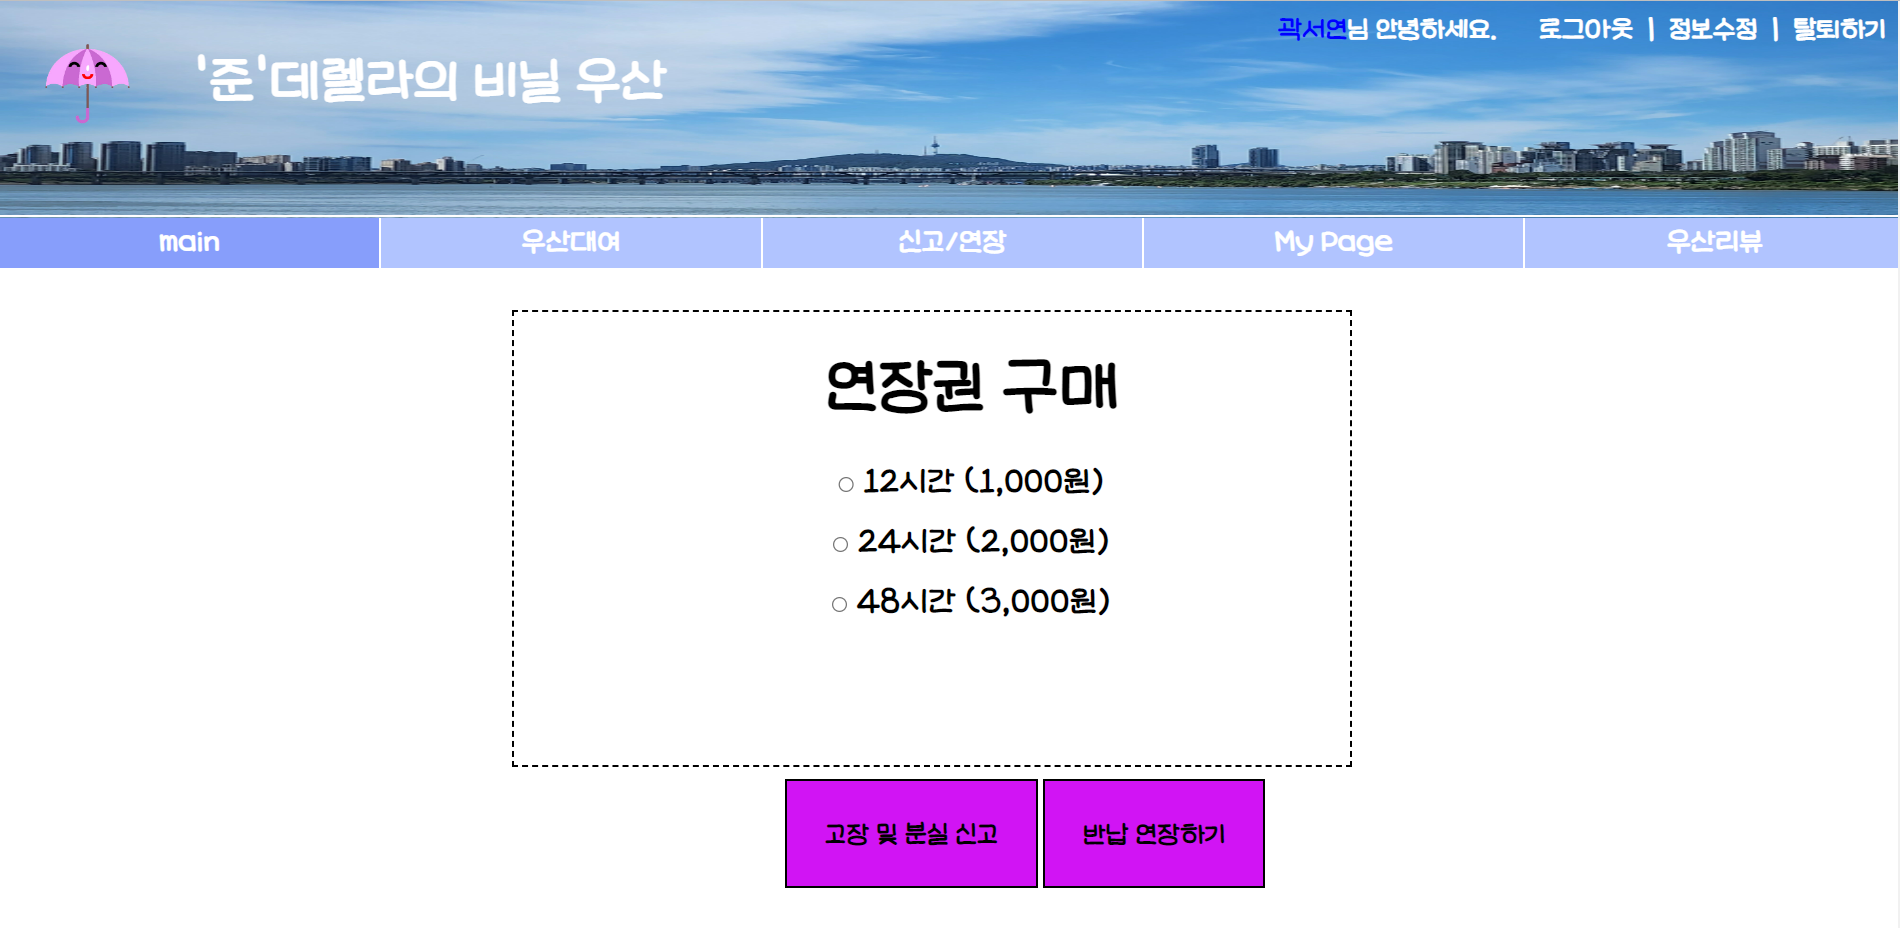 곽서연님 안녕하세요. 로그아웃 | 정보수정 | 탈퇴하기
'준'데렐라의 비닐 우산
main 우산대여 신고/연장 My Page 우산리뷰
연장권 구매
12시간 (1,000원)
24시간 (2,000원)
48시간 (3,000원)
고장 및 분실 신고 반납 연장하기